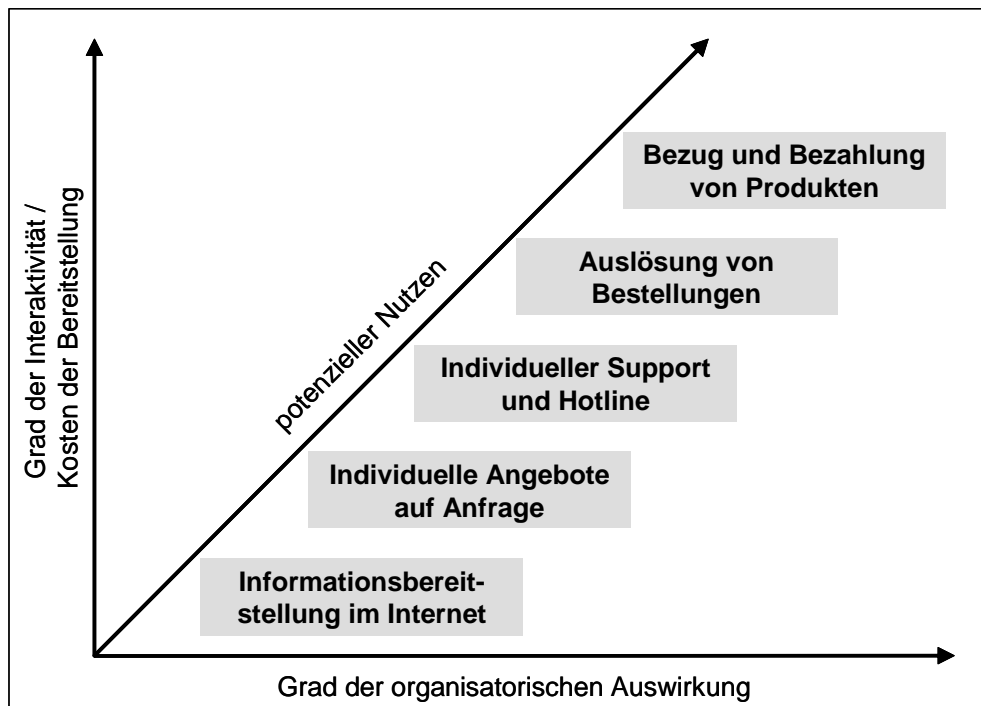 Grad der Interaktivität /
Kosten der Bereitstellung
potenzieller Nutzen
Bezug und Bezahlung
von Produkten
Auslösung von
Bestellungen
Individueller Support
und Hotline
Individuelle Angebote
auf Anfrage
Informationsbereit-
stellung im Internet
Grad der organisatorischen Auswirkung